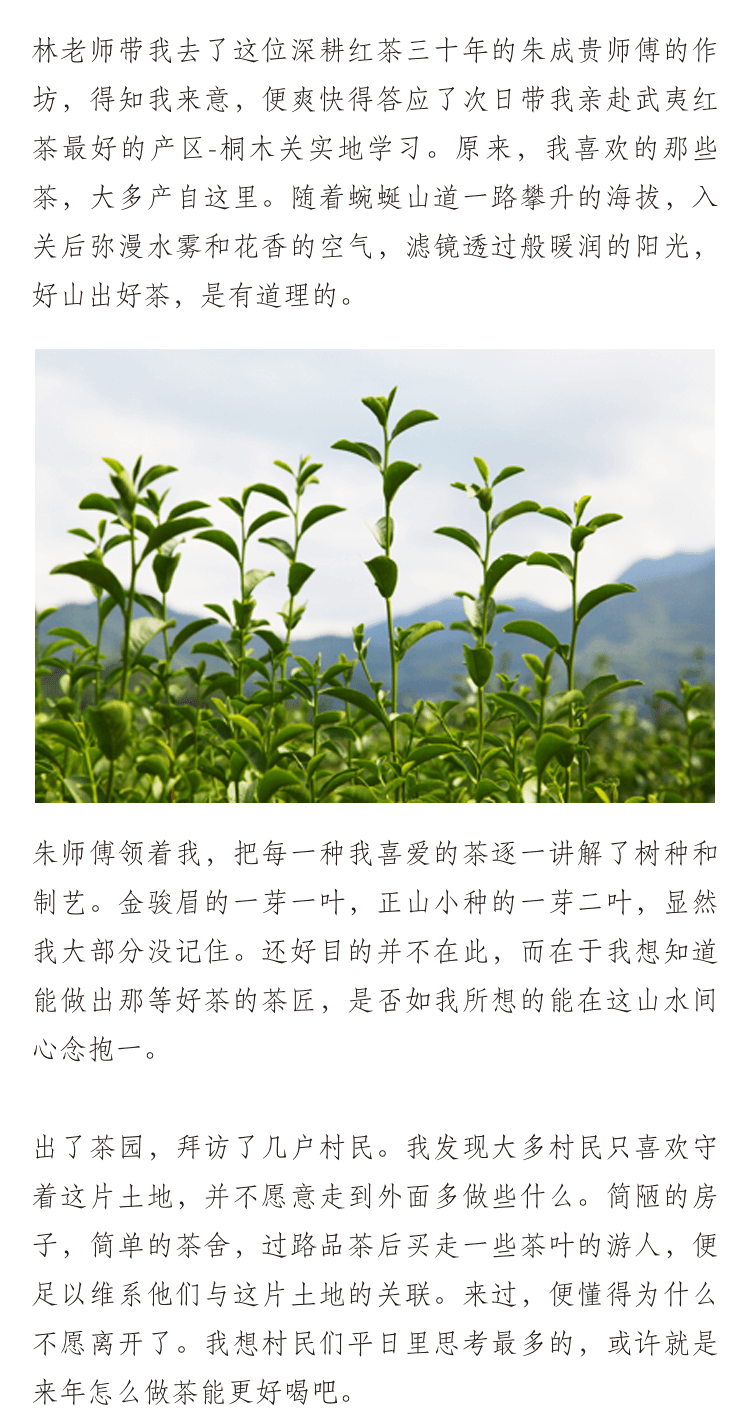 林老师带我去了这位深耕红茶三十年的朱成贵师傅的作
坊，得知我来意，便爽快得答应了次日带我亲赴武夷红
茶最好的产区-桐木关实地学习。原来，我喜欢的那些
茶，大多产自这里。随着蜿蜒山道一路攀升的海拔，入
关后弥漫水雾和花香的空气，滤镜透过般暖润的阳光，
好山出好茶，是有道理的。
朱师傅领着我，把每一种我喜爱的茶逐一讲解了树种和
制艺。金骏眉的一芽一叶，正山小种的一芽二叶，显然
我大部分没记住。还好目的并不在此，而在于我想知道
能做出那等好茶的茶匠，是否如我所想的能在这山水间
心念抱一。
出了茶园，拜访了几户村民。我发现大多村民只喜欢守
着这片土地，并不愿意走到外面多做些什么。简陋的房
子，简单的茶舍，过路品茶后买走一些茶叶的游人，便
足以维系他们与这片土地的关联。来过，便懂得为什么
不愿离开了。我想村民们平日里思考最多的，或许就是
来年怎么做茶能更好喝吧。